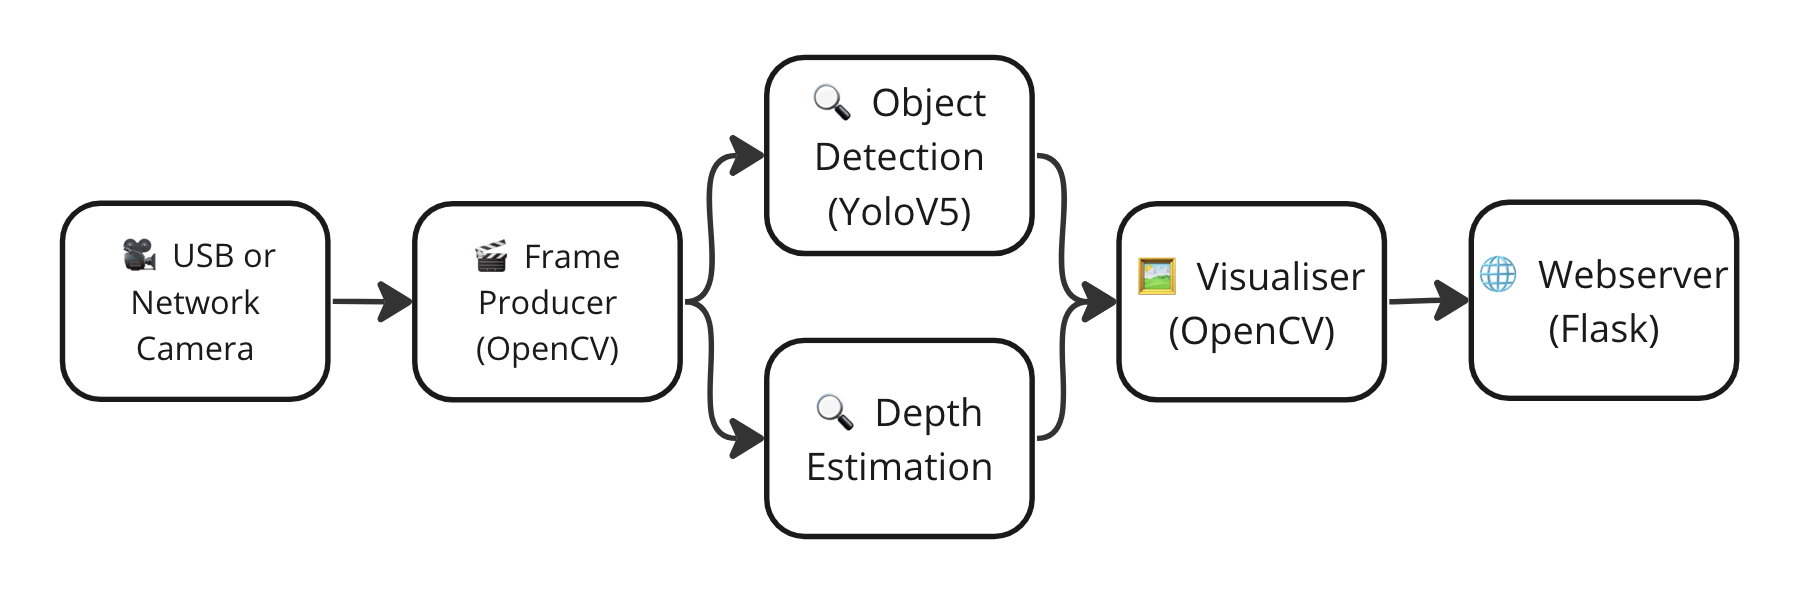 USB or
Network
Camera
Frame
Producer
(OpenCV)
Object
Detection
(YoloV5)
Depth
Estimation
Visualiser
(OpenCV)
Webserver
(Flask)